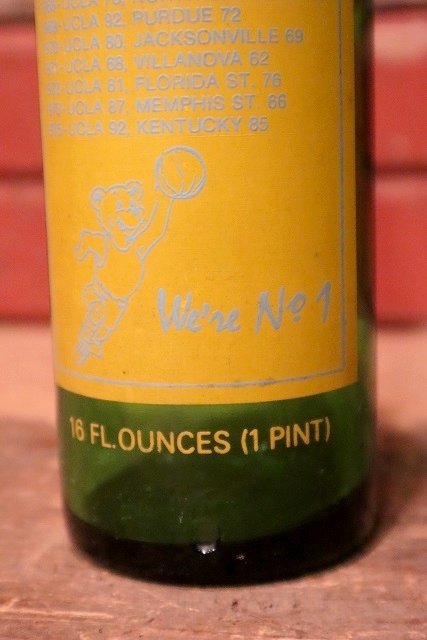 UCLA 92, PURDUE 72
UCLA 80, JACKSONVILLE 69
UCLA 68, VILLANOVA 62
UCLA 81, FLORIDA ST. 76
UCLA 87, MEMPHIS ST. 66
UCLA 92, KENTUCKY 85
We're No 1
16 FL.OUNCES (1 PINT)